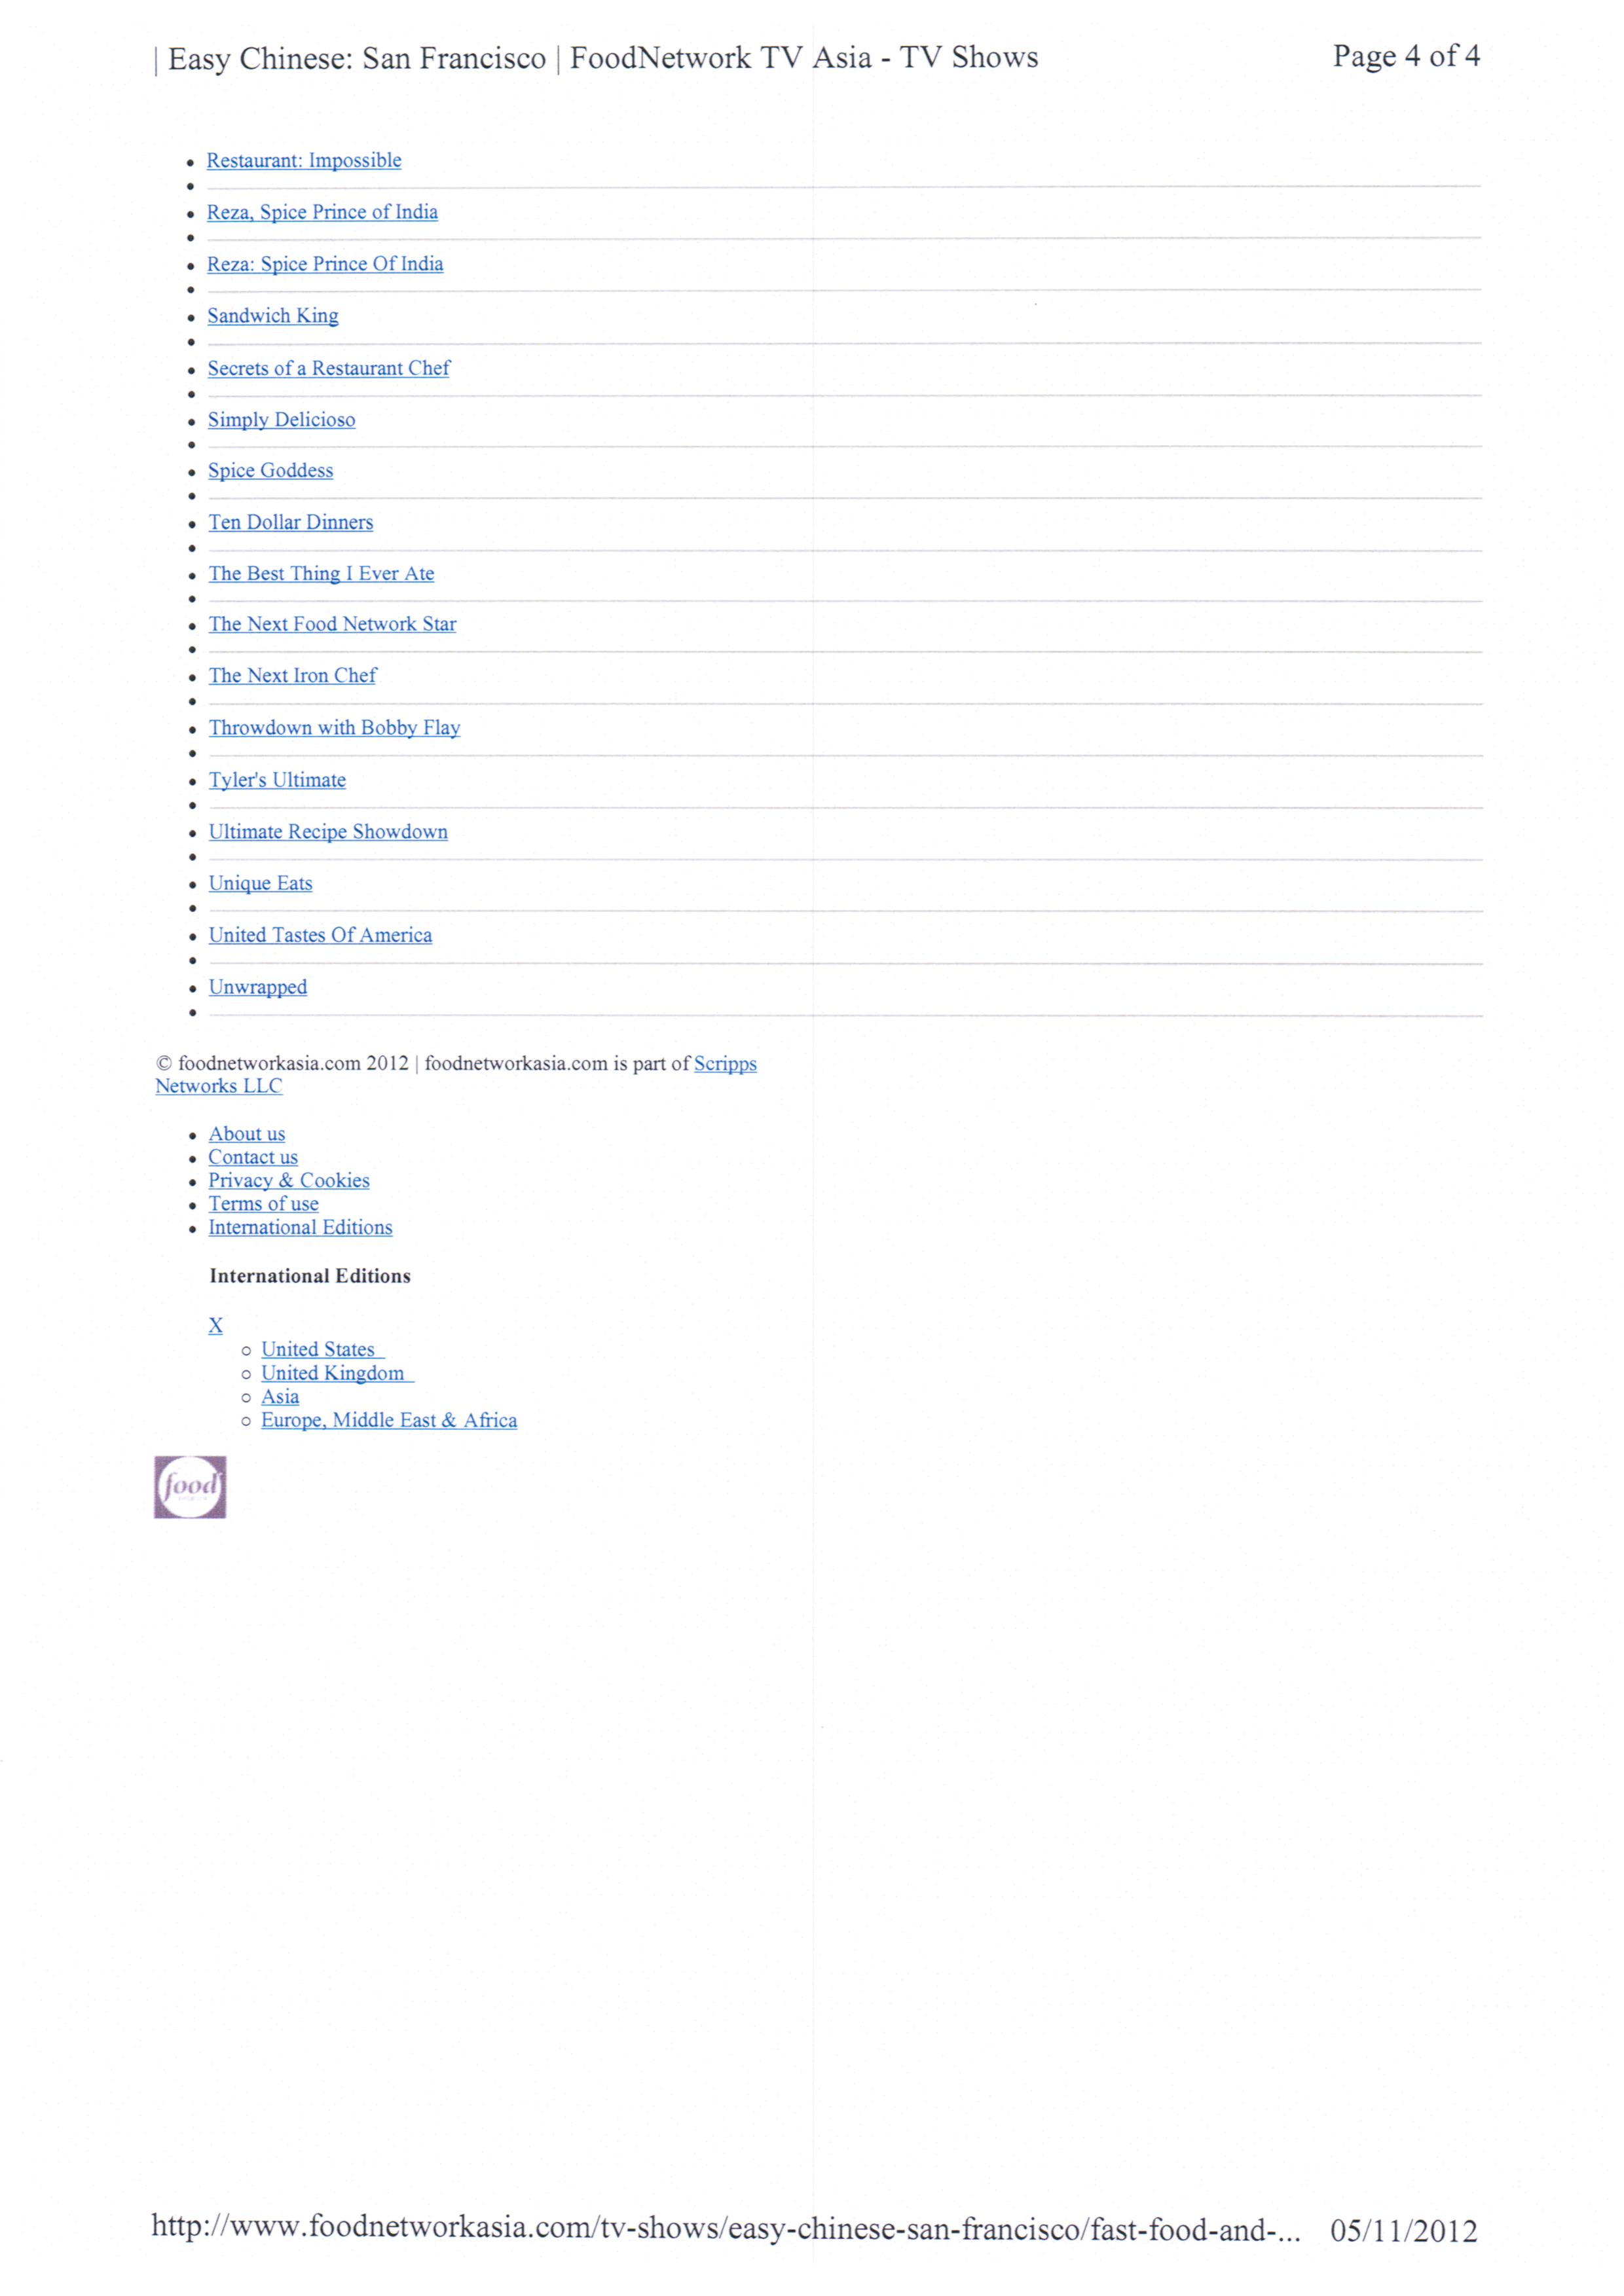 | Easy Chinese: San Francisco | FoodNetwork TV Asia - TV Shows Page 4 of 4
• Restaurant: Impossible
•
• Reza, Spice Prince of India
•
• Reza: Spice Prince Of India
•
• Sandwich King
•
• Secrets of a Restaurant Chef
•
• Simply Delicioso
•
• Spice Goddess
•
• Ten Dollar Dinners
•
• The Best Thing I Ever Ate
•
• The Next Food Network Star
•
• The Next Iron Chef
•
• Throwdown with Bobby Flay
•
• Tyler's Ultimate
•
• Ultimate Recipe Showdown
•
• Unique Eats
•
• United Tastes Of America
•
• Unwrapped
•
© foodnetworkasia.com 2012 | foodnetworkasia.com is part of Scripps
Networks LLC
• About us
• Contact us
• Privacy & Cookies
• Terms of use
• International Editions
International Editions
X
○ United States
○ United Kingdom
○ Asia
○ Europe, Middle East & Africa
food
http://www.foodnetworkasia.com/tv-shows/easy-chinese-san-francisco/fast-food-and-... 05/11/2012